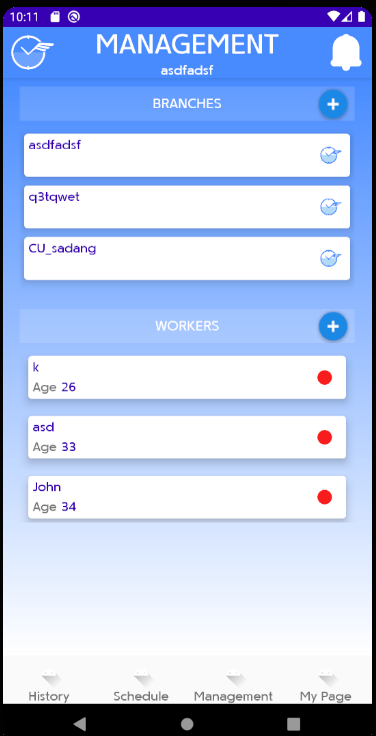 10:11
MANAGEMENT
asdfadsf
BRANCHES
asdfadsf
q3tqwet
CU_sadang
WORKERS
k
Age 26
asd
Age 33
John
Age 34
History Schedule Management My Page